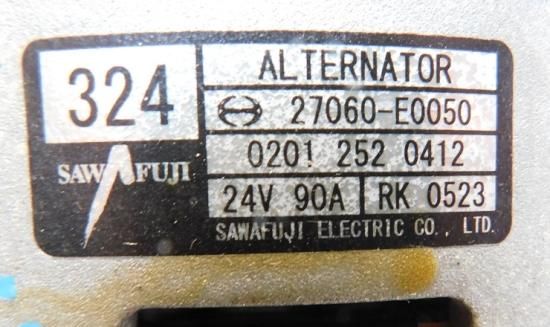 324
SAWAFUJI
ALTERNATOR
27060-E0050
0201 252 0412
24V 90A RK 0523
SAWAFUJI ELECTRIC CO., LTD.